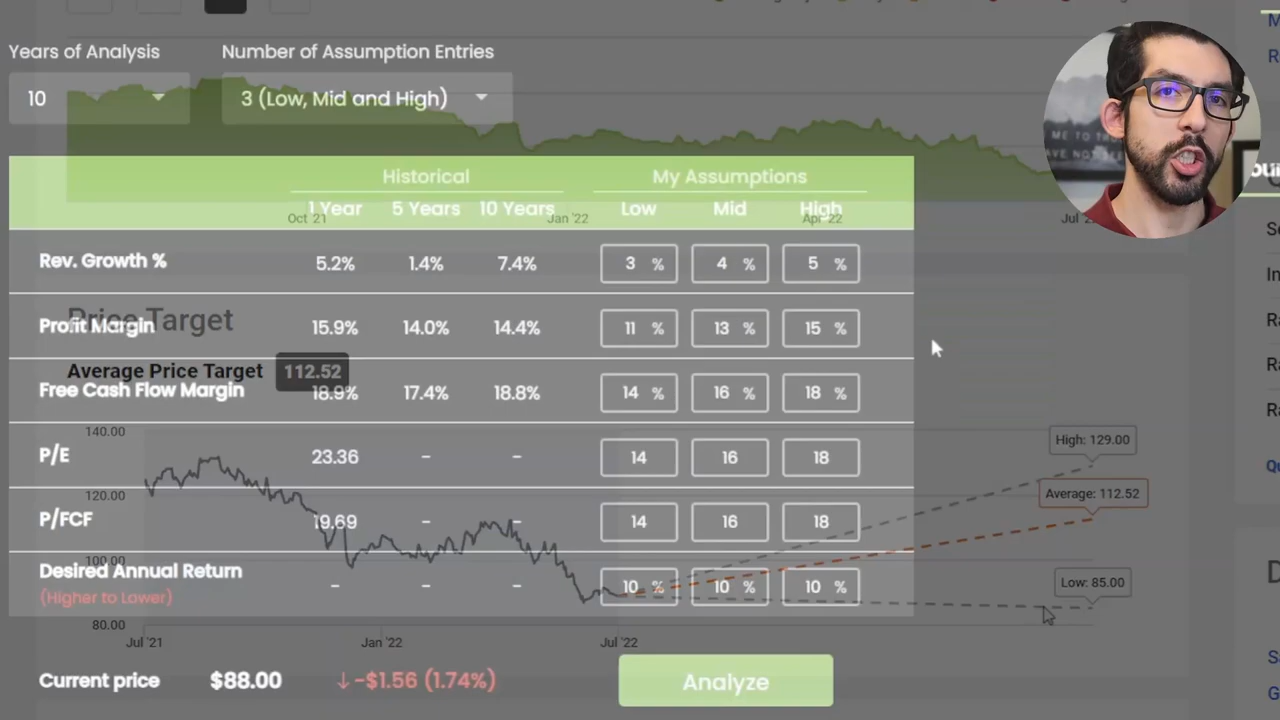 Years of Analysis
Number of Assumption Entries
10
3 (Low, Mid and High)
Historical
My Assumptions
1 Year 5 Years 10 Years Low Mid High
Oct '21 Jan '22 Apr '22
Rev. Growth % 5.2% 1.4% 7.4% 3 % 4 % 5 %
Price Target
Profit Margin 15.9% 14.0% 14.4% 11 % 13 % 15 %
Average Price Target 112.52
Free Cash Flow Margin 18.9% 17.4% 18.8% 14 % 16 % 18 %
140.00
High: 129.00
P/E 23.36 - - 14 16 18
120.00
Average: 112.52
P/FCF 19.69 - - 14 16 18
100.00
Desired Annual Return - - - 10 % 10 % 10 %
(Higher to Lower)
Low: 85.00
80.00
Jul '21 Jan '22 Jul '22
Current price $88.00 ↓-$1.56 (1.74%)
Analyze
ME TO